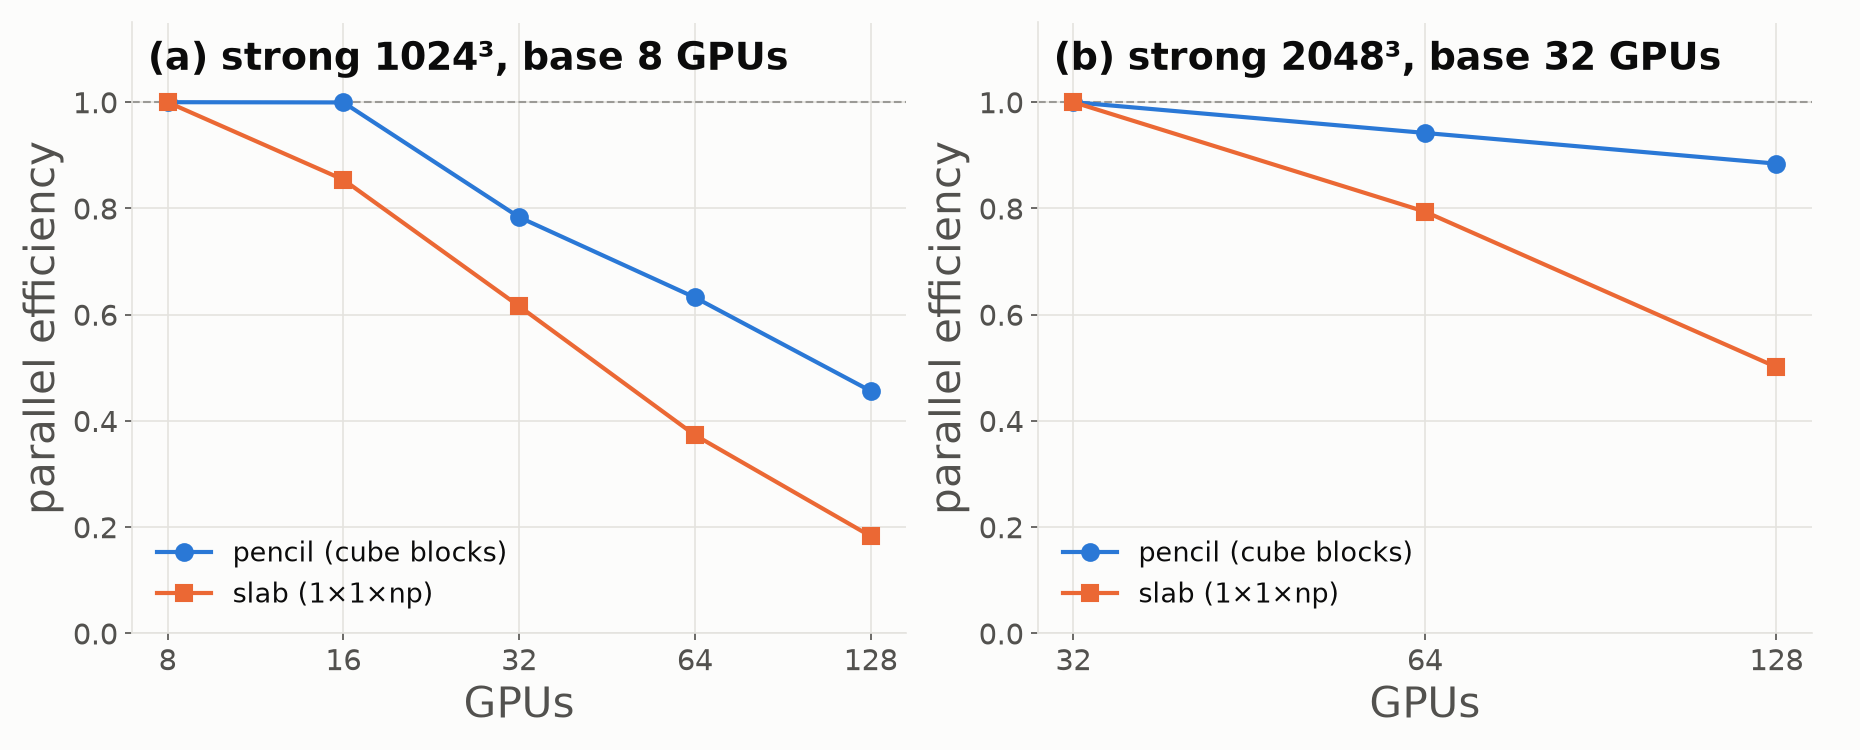 (a) strong 1024³, base 8 GPUs
parallel efficiency
1.0
0.8
0.6
0.4
0.2
0.0
pencil (cube blocks)
slab (1×1×np)
8 16 32 64 128
GPUs
(b) strong 2048³, base 32 GPUs
parallel efficiency
1.0
0.8
0.6
0.4
0.2
0.0
pencil (cube blocks)
slab (1×1×np)
32 64 128
GPUs